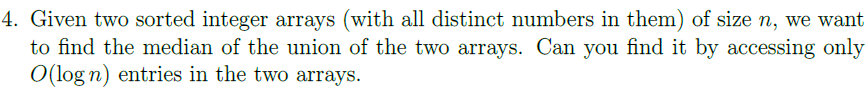 4. Given two sorted integer arrays (with all distinct numbers in them) of size n, we want
to find the median of the union of the two arrays. Can you find it by accessing only
O(log n) entries in the two arrays.